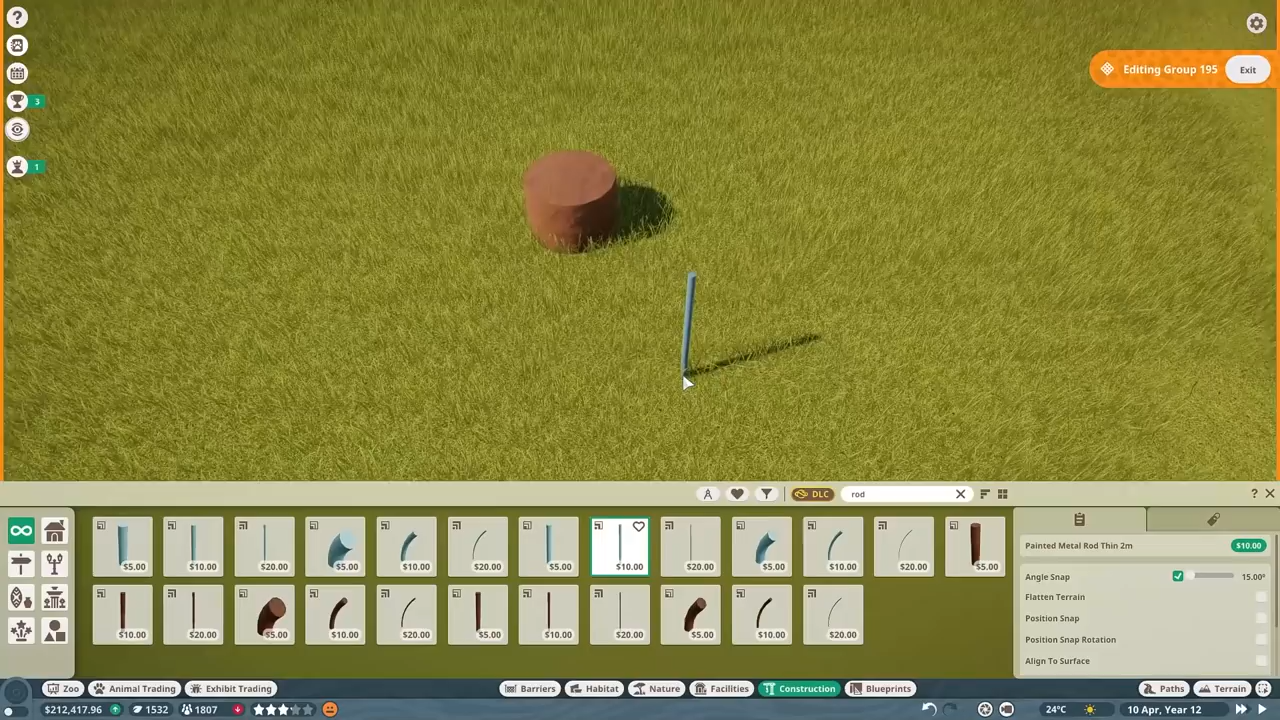 ?
Editing Group 195 Exit
3
1
DLC rod ?
$5.00 $10.00 $20.00 $5.00 $10.00 $20.00 $5.00 $10.00 $20.00 $5.00 $10.00 $20.00 $5.00
$10.00 $20.00 $5.00 $10.00 $20.00 $5.00 $10.00 $20.00 $5.00 $10.00 $20.00
Painted Metal Rod Thin 2m $10.00
Angle Snap 15.00°
Flatten Terrain
Position Snap
Position Snap Rotation
Align To Surface
Zoo Animal Trading Exhibit Trading Barriers Habitat Nature Facilities Construction Blueprints Paths Terrain
$212,417.96 1532 1807 24°C 10 Apr, Year 12